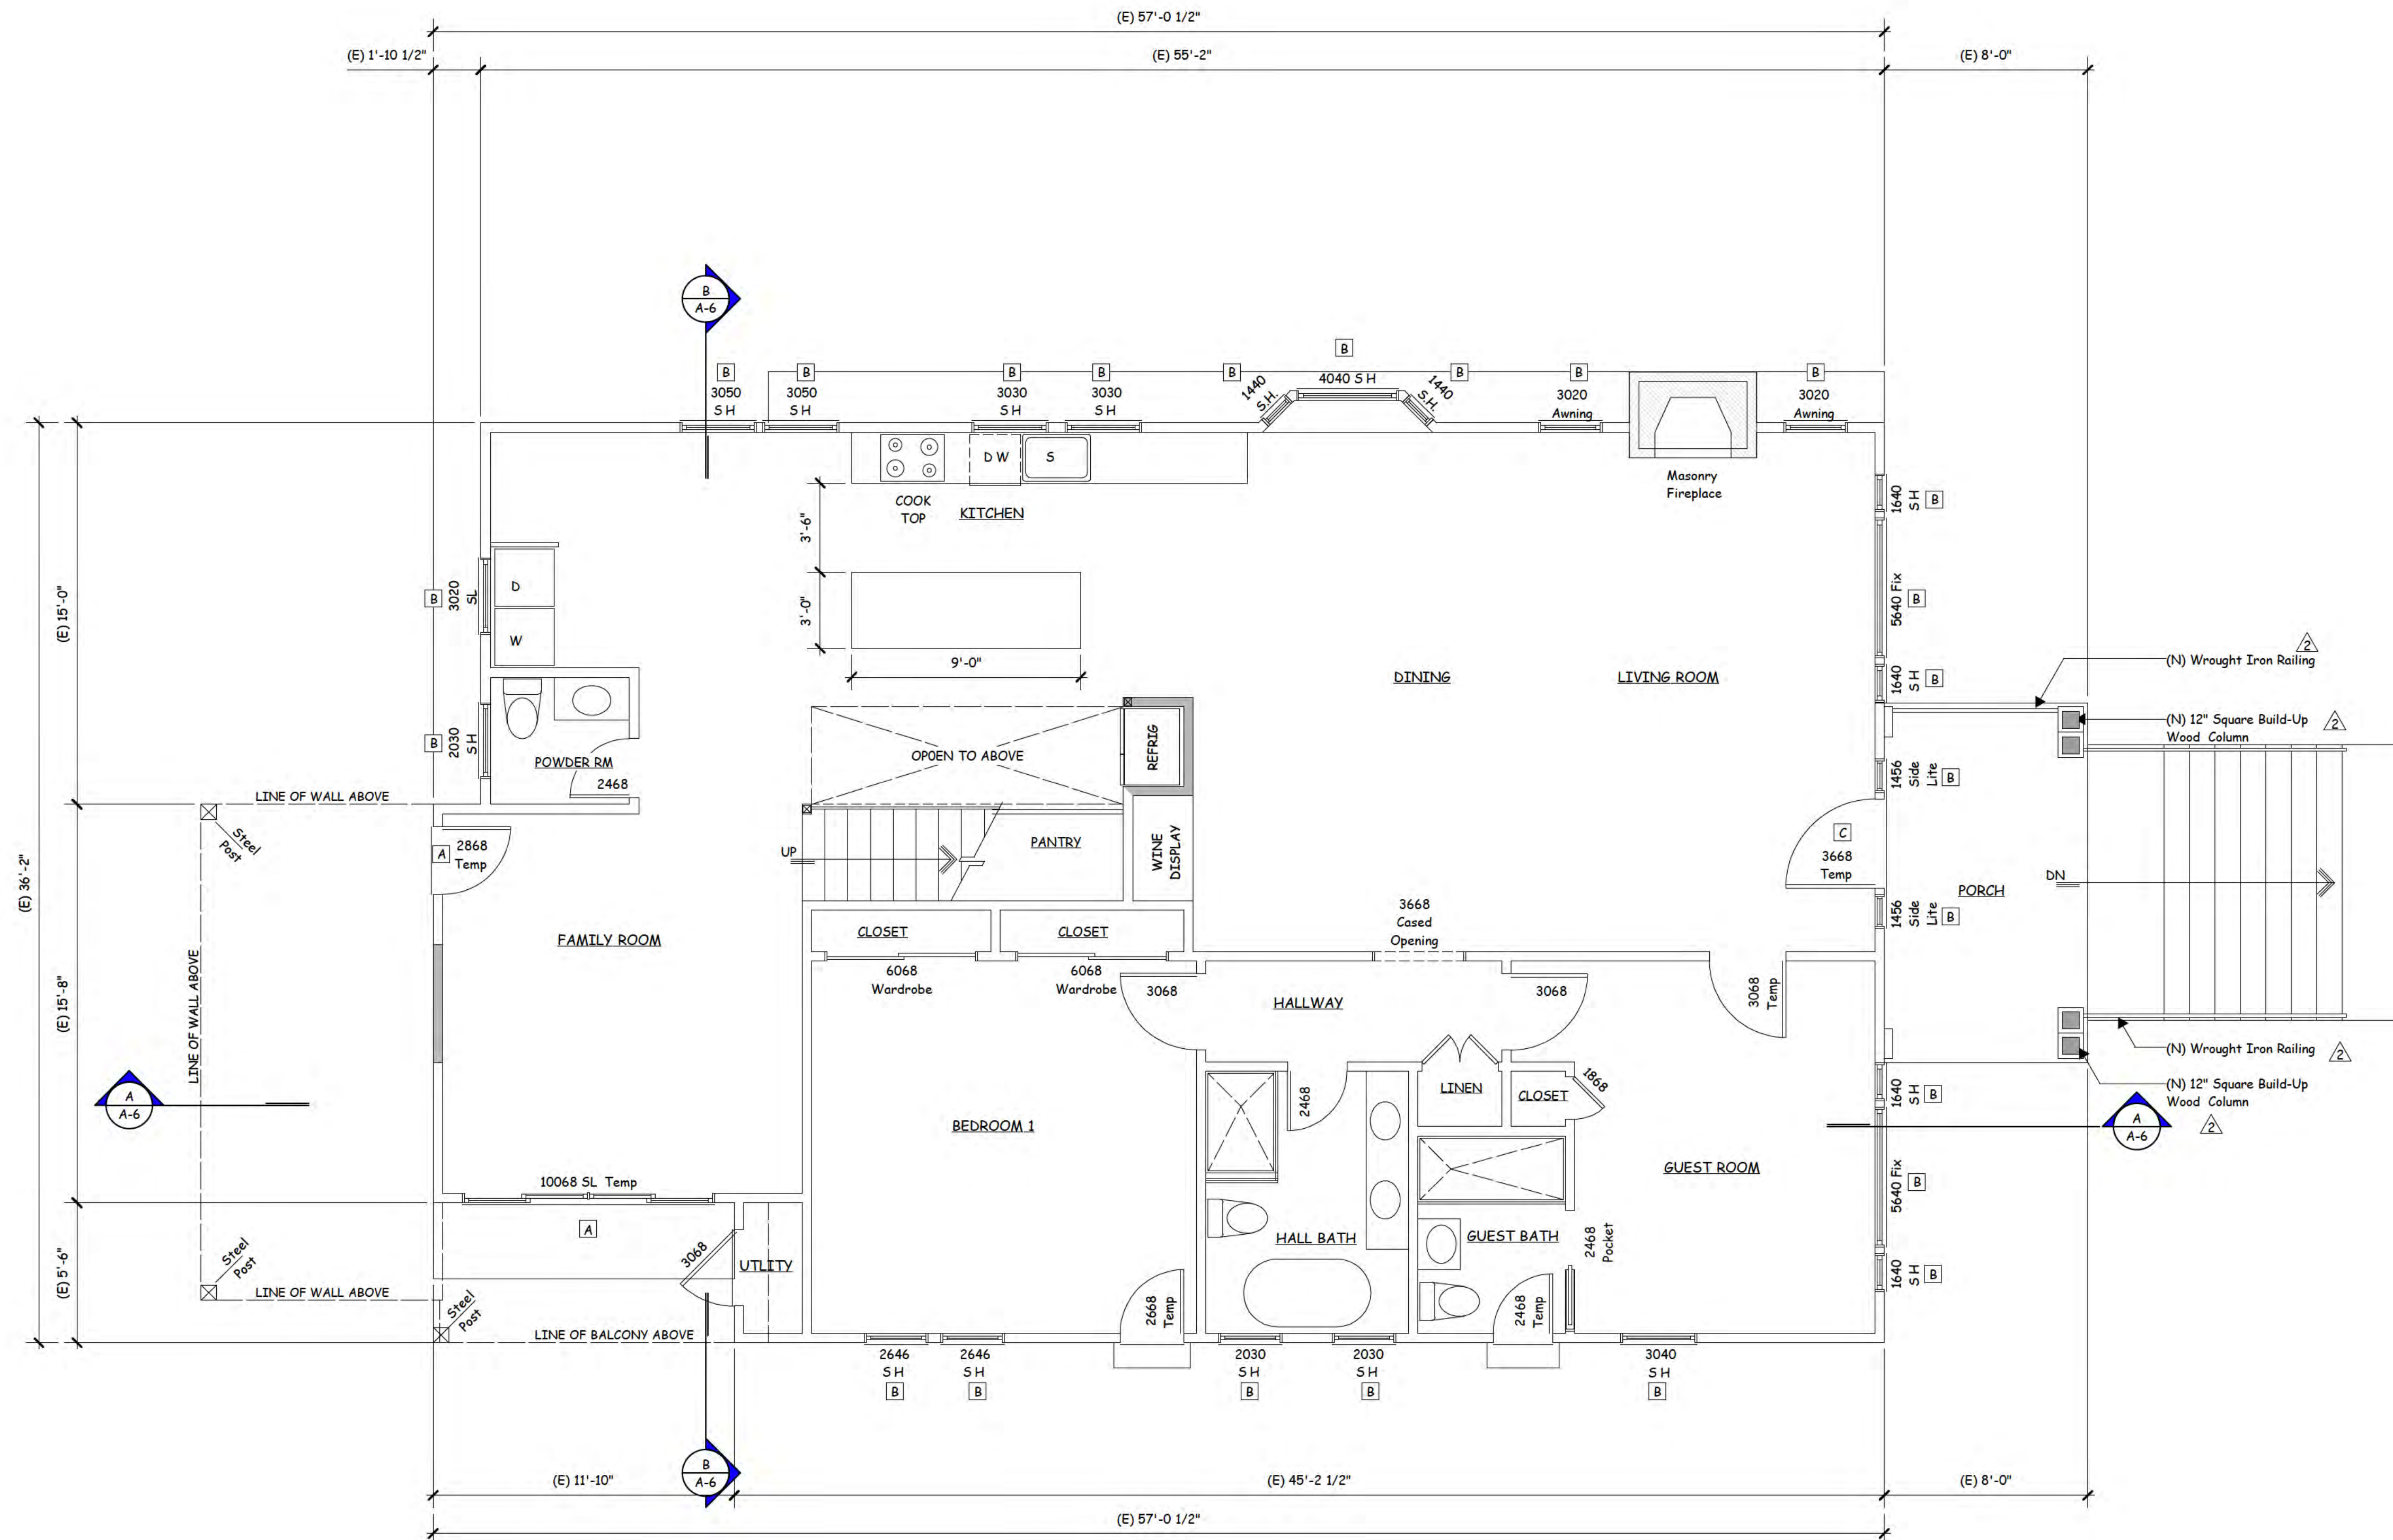 (E) 57'-0 1/2"
(E) 1'-10 1/2"
(E) 55'-2"
(E) 8'-0"
B
A-6
B
B
B
B
B
B
B
B
B
3050
S H
3050
S H
3030
S H
3030
S H
1440
S.H.
4040 S H
1440
S.H.
3020
Awning
3020
Awning
D W
S
COOK
TOP
KITCHEN
Masonry
Fireplace
1640
S H
B
3'-6"
(E) 15'-0"
B
3020
SL
D
W
3'-0"
9'-0"
5640 Fix
B
DINING
LIVING ROOM
1640
S H
B
2
(N) Wrought Iron Railing
(N) 12" Square Build-Up
Wood Column
2
B
2030
S H
POWDER RM
2468
OPOEN TO ABOVE
REFRIG
1456
Side
Lite
B
LINE OF WALL ABOVE
Steel
Post
A
2868
Temp
UP
PANTRY
WINE
DISPLAY
C
3668
Temp
(E) 36'-2"
PORCH
DN
3668
Cased
Opening
1456
Side
Lite
B
FAMILY ROOM
CLOSET
CLOSET
6068
Wardrobe
6068
Wardrobe
3068
HALLWAY
3068
3068
Temp
(E) 15'-8"
LINE OF WALL ABOVE
(N) Wrought Iron Railing
2
(N) 12" Square Build-Up
Wood Column
2
A
A-6
BEDROOM 1
2468
LINEN
CLOSET
1868
1640
S H
B
A
A-6
GUEST ROOM
5640 Fix
B
10068 SL Temp
A
3068
UTLITY
HALL BATH
GUEST BATH
2468
Pocket
(E) 5'-6"
Steel
Post
LINE OF WALL ABOVE
Steel
Post
LINE OF BALCONY ABOVE
2668
Temp
2468
Temp
1640
S H
B
2646
S H
B
2646
S H
B
2030
S H
B
2030
S H
B
3040
S H
B
B
A-6
(E) 11'-10"
(E) 45'-2 1/2"
(E) 8'-0"
(E) 57'-0 1/2"